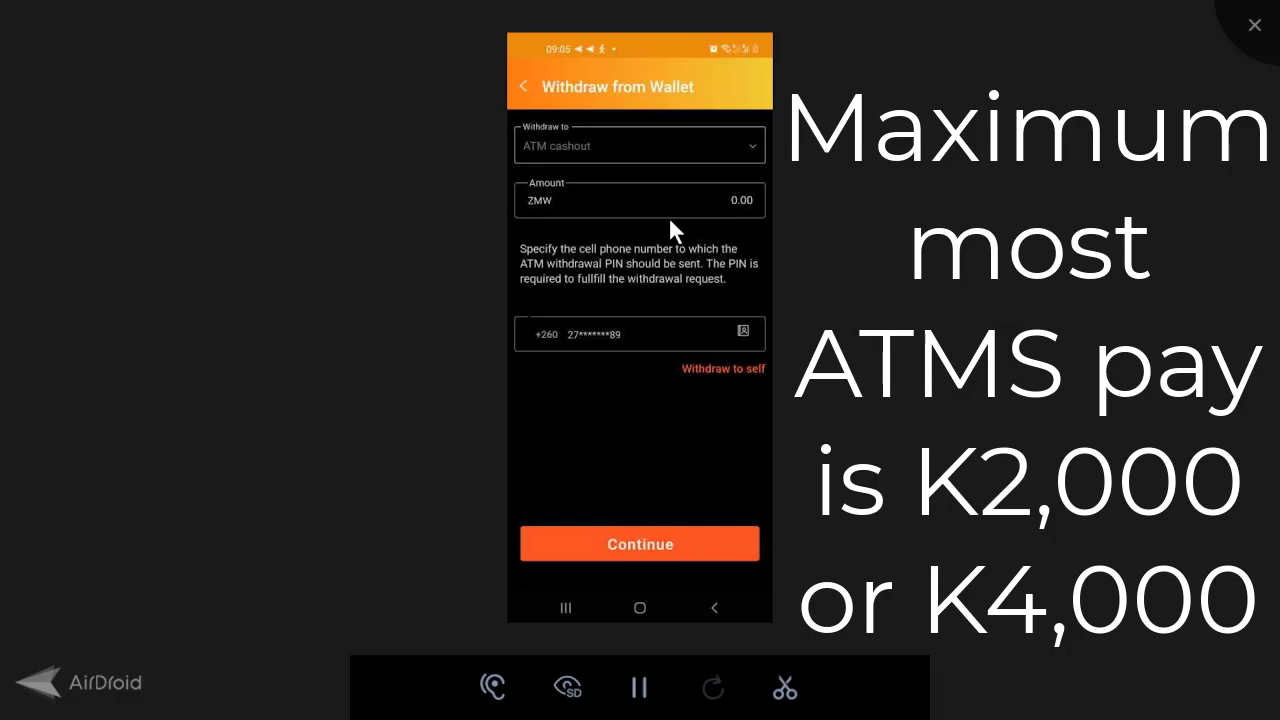 09:05
Withdraw from Wallet
Withdraw to
ATM cashout
Amount
ZMW 0.00
Specify the cell phone number to which the
ATM withdrawal PIN should be sent. The PIN is
required to fullfill the withdrawal request.
+260 27*******89
Withdraw to self
Continue
Maximum
most
ATMS pay
is K2,000
or K4,000
AirDroid
SD